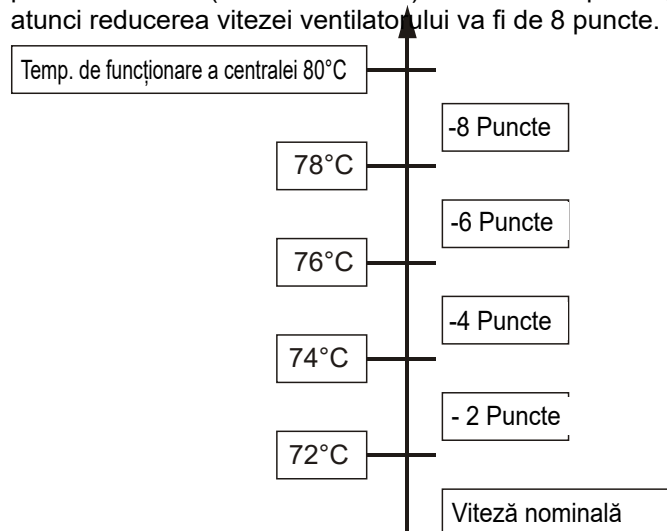 atunci reducerea vitezei ventilatorului va fi de 8 puncte.
Temp. de funcționare a centralei 80°C
-8 Puncte
78°C
-6 Puncte
76°C
-4 Puncte
74°C
- 2 Puncte
72°C
Viteză nominală